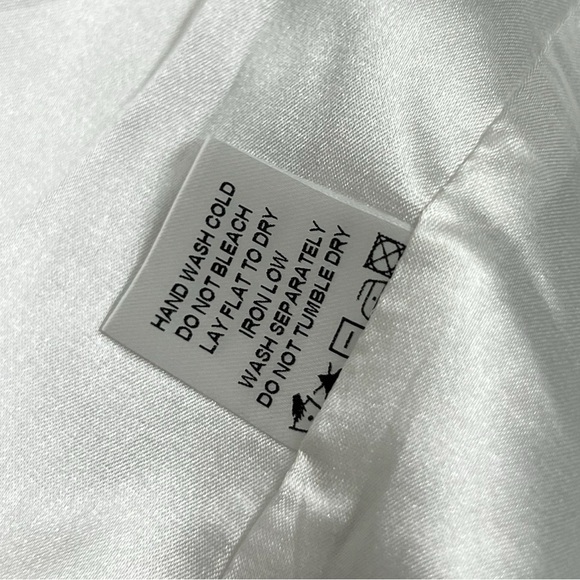 HAND WASH COLD
DO NOT BLEACH
LAY FLAT TO DRY
IRON LOW
WASH SEPARATELY
DO NOT TUMBLE DRY